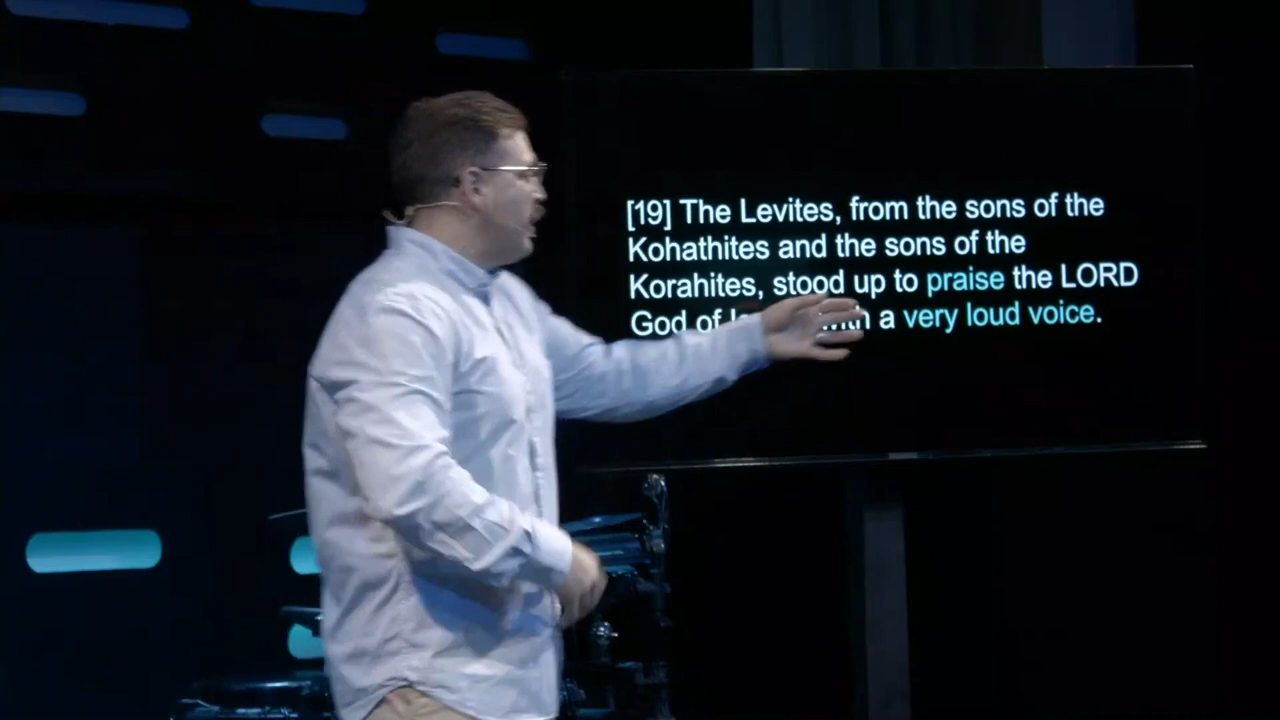 [19] The Levites, from the sons of the
Kohathites and the sons of the
Korahites, stood up to praise the LORD
God of with a very loud voice.